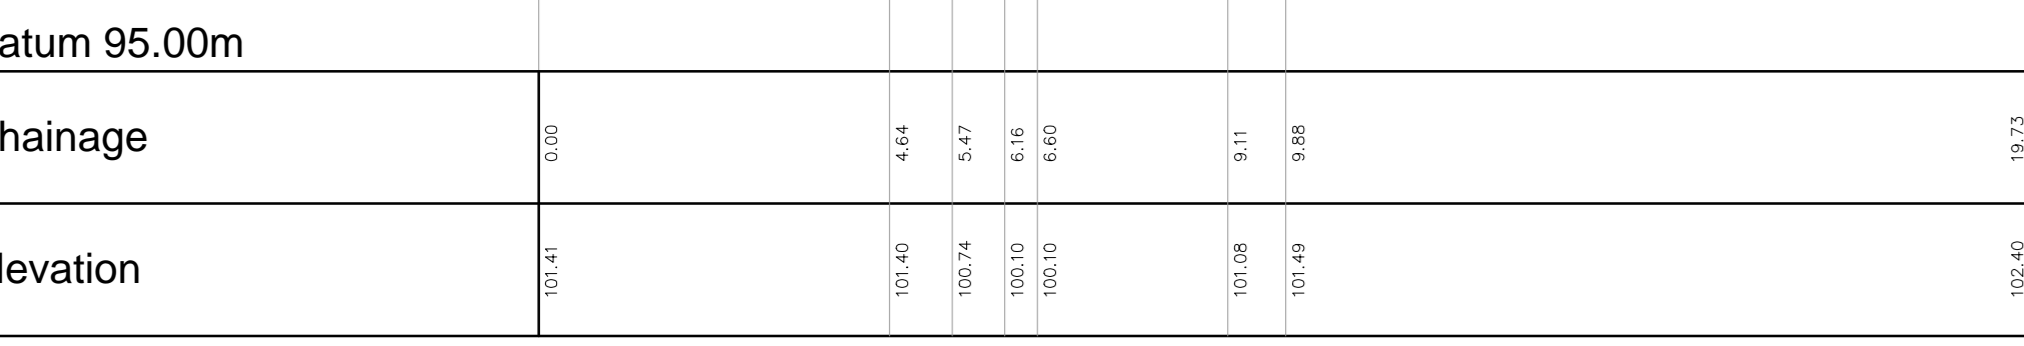 atum 95.00m
hainage 0.00 4.64 5.47 6.16 6.60 9.11 9.88 19.73
levation 101.41 101.40 100.74 100.10 100.10 101.08 101.49 102.40